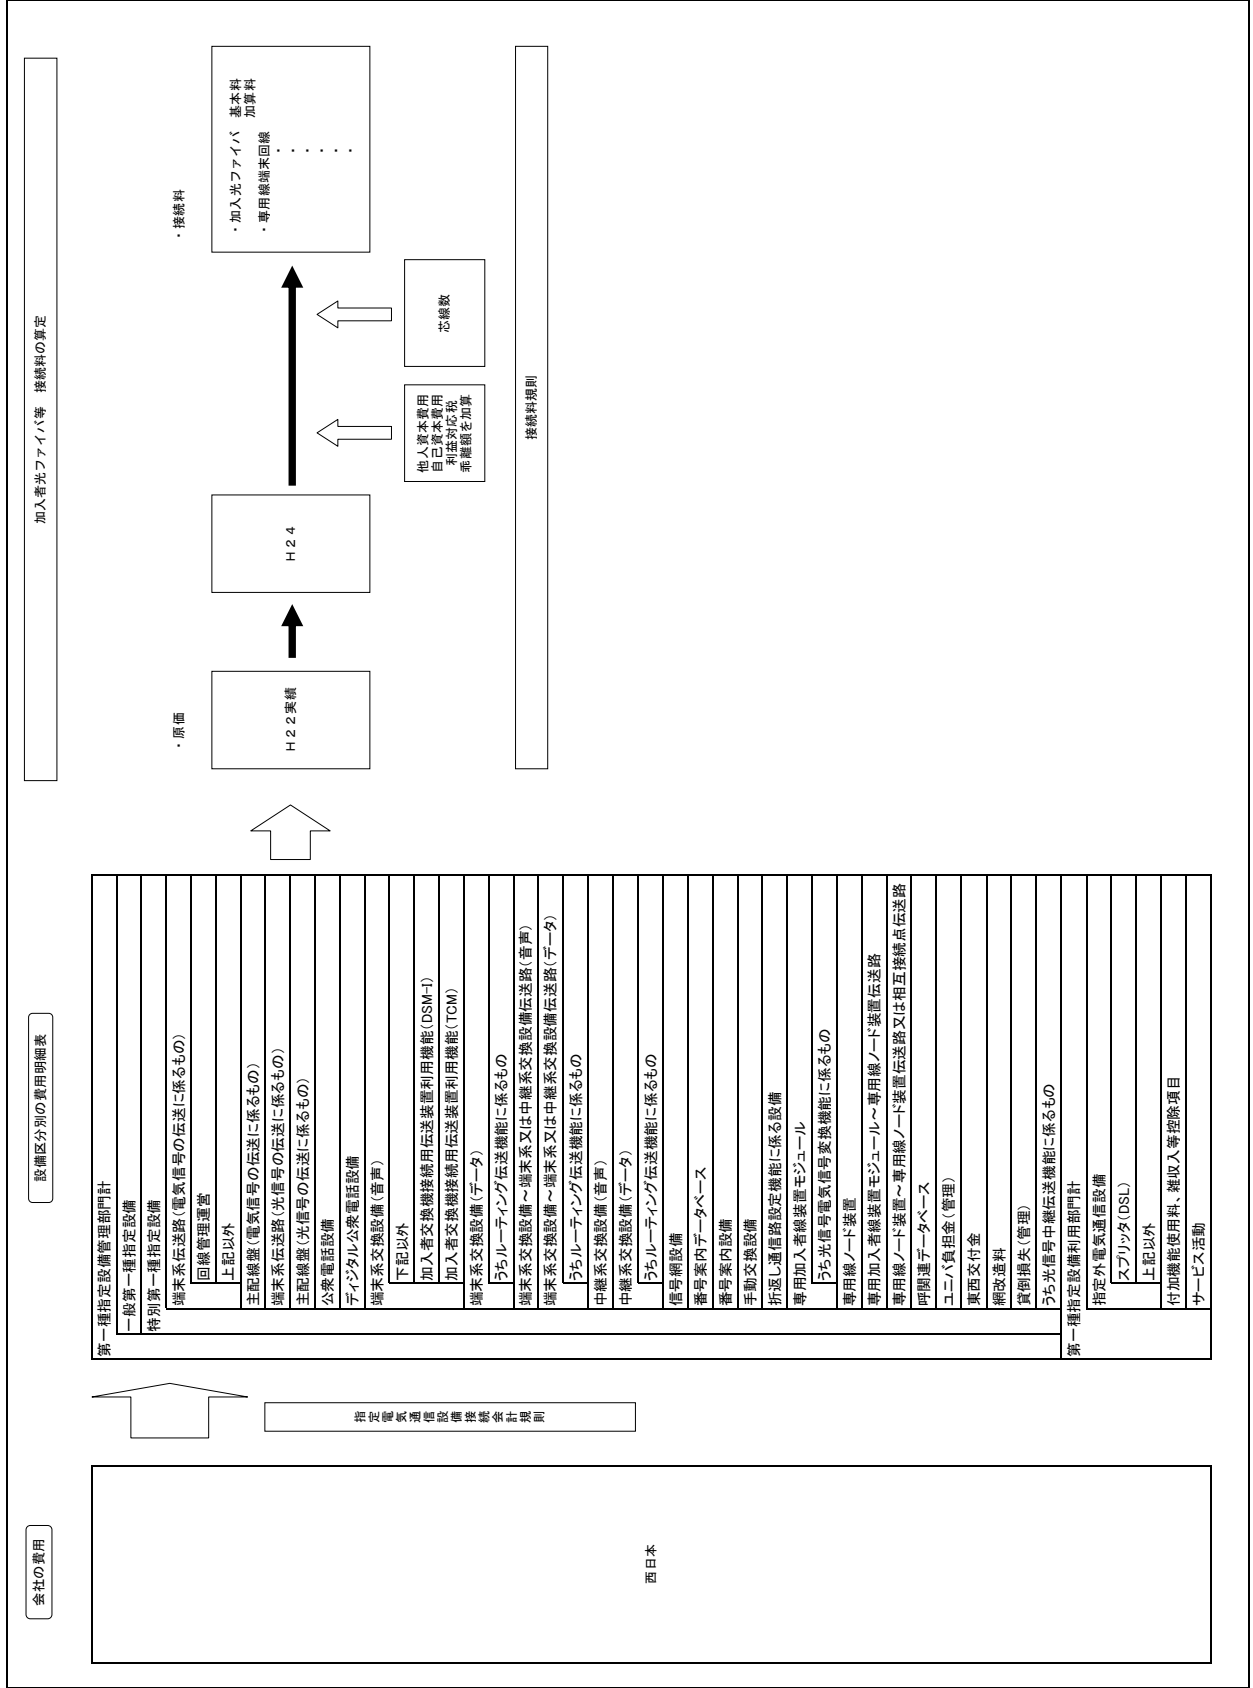 会社の費用
設備区分別の費用明細表
加入者光ファイバ等　接続料の算定
西日本
指定電気通信設備接続会計規則
第一種指定設備管理部門計
一般第一種指定設備
特別第一種指定設備
端末系伝送路(電気信号の伝送に係るもの)
回線管理運営
上記以外
主配線盤(電気信号の伝送に係るもの)
端末系伝送路(光信号の伝送に係るもの)
主配線盤(光信号の伝送に係るもの)
公衆電話設備
ディジタル公衆電話設備
端末系交換設備(音声)
下記以外
加入者交換機接続用伝送装置利用機能(DSM-I)
加入者交換機接続用伝送装置利用機能(TCM)
端末系交換設備(データ)
うちルーティング伝送機能に係るもの
端末系交換設備～端末系又は中継系交換設備伝送路(音声)
端末系交換設備～端末系又は中継系交換設備伝送路(データ)
うちルーティング伝送機能に係るもの
中継系交換設備(音声)
中継系交換設備(データ)
うちルーティング伝送機能に係るもの
信号網設備
番号案内データベース
番号案内設備
手動交換設備
折返し通信路設定機能に係る設備
専用加入者線装置モジュール
うち光信号電気信号変換機能に係るもの
専用線ノード装置
専用加入者線装置モジュール～専用線ノード装置伝送路
専用線ノード装置～専用線ノード装置伝送路又は相互接続点伝送路
呼関連データベース
ユニバ負担金(管理)
東西交付金
網改造料
貸倒損失(管理)
うち光信号中継伝送機能に係るもの
第一種指定設備利用部門計
指定外電気通信設備
スプリッタ(DSL)
上記以外
付加機能使用料、雑収入等控除項目
サービス活動
・原価
H２２実績
H２４
他人資本費用
自己資本費用
利益対応税
乖離額を加算
芯線数
・接続料
・加入光ファイバ　基本料
加算料
・専用線端末回線
・
・
・
・
・
・
接続料規則